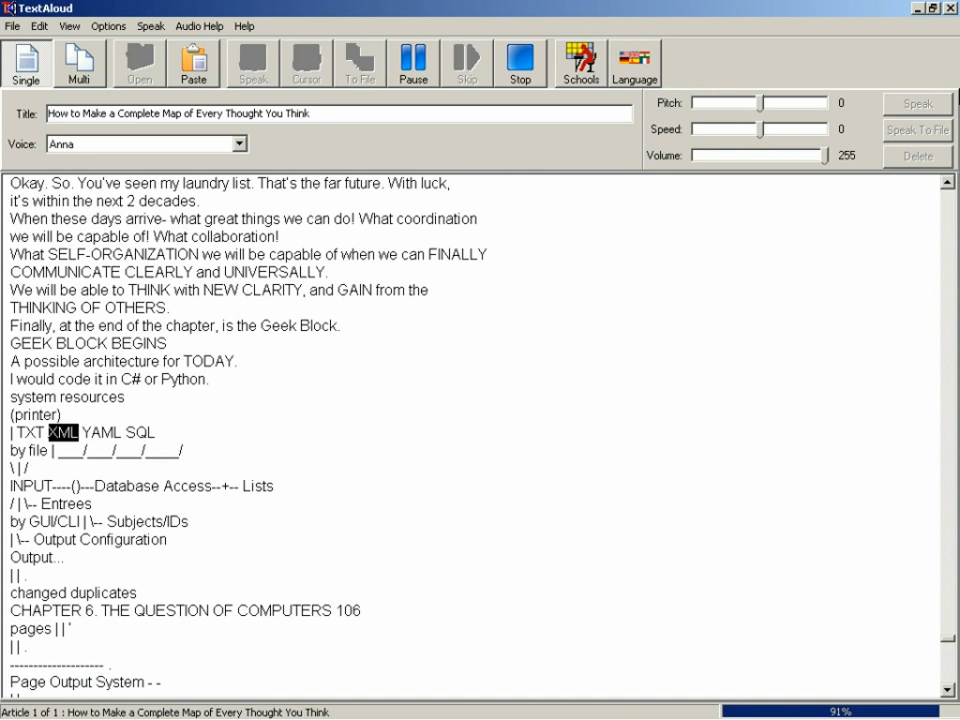 TextAloud
File Edit View Options Speak Audio Help Help
Single Multi Open Paste Speak Cursor To File Pause Skip Stop Schools Language
Title: How to Make a Complete Map of Every Thought You Think
Pitch: 0 Speak
Speed: 0 Speak To File
Voice: Anna
Volume: 255 Delete
Okay. So. You've seen my laundry list. That's the far future. With luck,
it's within the next 2 decades.
When these days arrive- what great things we can do! What coordination
we will be capable of! What collaboration!
What SELF-ORGANIZATION we will be capable of when we can FINALLY
COMMUNICATE CLEARLY and UNIVERSALLY.
We will be able to THINK with NEW CLARITY, and GAIN from the
THINKING OF OTHERS.
Finally, at the end of the chapter, is the Geek Block.
GEEK BLOCK BEGINS
A possible architecture for TODAY.
I would code it in C# or Python.
system resources
(printer)
| TXT XML YAML SQL
by file | ___/___/___/____/
\ | /
INPUT----()---Database Access--+-- Lists
/ | \-- Entrees
by GUI/CLI | \-- Subjects/IDs
| \-- Output Configuration
Output...
| | .
changed duplicates
CHAPTER 6. THE QUESTION OF COMPUTERS 106
pages | | '
| | .
-------------------- .
Page Output System - -
Article 1 of 1 : How to Make a Complete Map of Every Thought You Think 91%